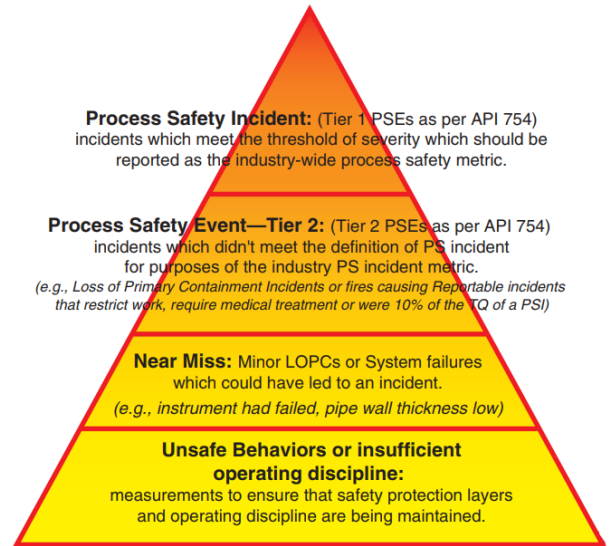 Process Safety Incident: (Tier 1 PSEs as per API 754)
incidents which meet the threshold of severity which should be
reported as the industry-wide process safety metric.
Process Safety Event—Tier 2: (Tier 2 PSEs as per API 754)
incidents which didn't meet the definition of PS incident
for purposes of the industry PS incident metric.
(e.g., Loss of Primary Containment Incidents or fires causing Reportable incidents
that restrict work, require medical treatment or were 10% of the TQ of a PSI)
Near Miss: Minor LOPCs or System failures
which could have led to an incident.
(e.g., instrument had failed, pipe wall thickness low)
Unsafe Behaviors or insufficient
operating discipline:
measurements to ensure that safety protection layers
and operating discipline are being maintained.